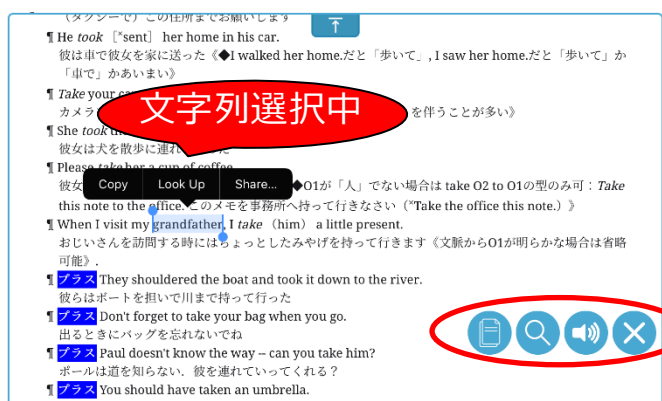 （タクシーで）この住所までお願いします
¶ He took ［×sent］ her home in his car.
彼は車で彼女を家に送った《◆I walked her home.だと「歩いて」, I saw her home.だと「歩いて」か
「車で」かあいまい》
¶ Take your
カメラ を伴うことが多い》
文字列選択中
¶ She took
彼女は犬を散歩に連れ
¶ Please take her a cup of coffee
彼女 ◆O1が「人」でない場合は take O2 to O1の型のみ可：Take
Copy Look Up Share...
this note to the office.このメモを事務所へ持って行きなさい（×Take the office this note.）》
¶ When I visit my grandfather, I take （him） a little present.
おじいさんを訪問する時にはちょっとしたみやげを持って行きます《文脈からO1が明らかな場合は省略
可能》.
¶ プラス They shouldered the boat and took it down to the river.
彼らはボートを担いで川まで持って行った
¶ プラス Don't forget to take your bag when you go.
出るときにバッグを忘れないでね
¶ プラス Paul doesn't know the way – can you take him?
ポールは道を知らない．彼を連れていってくれる？
¶ プラス You should have taken an umbrella.